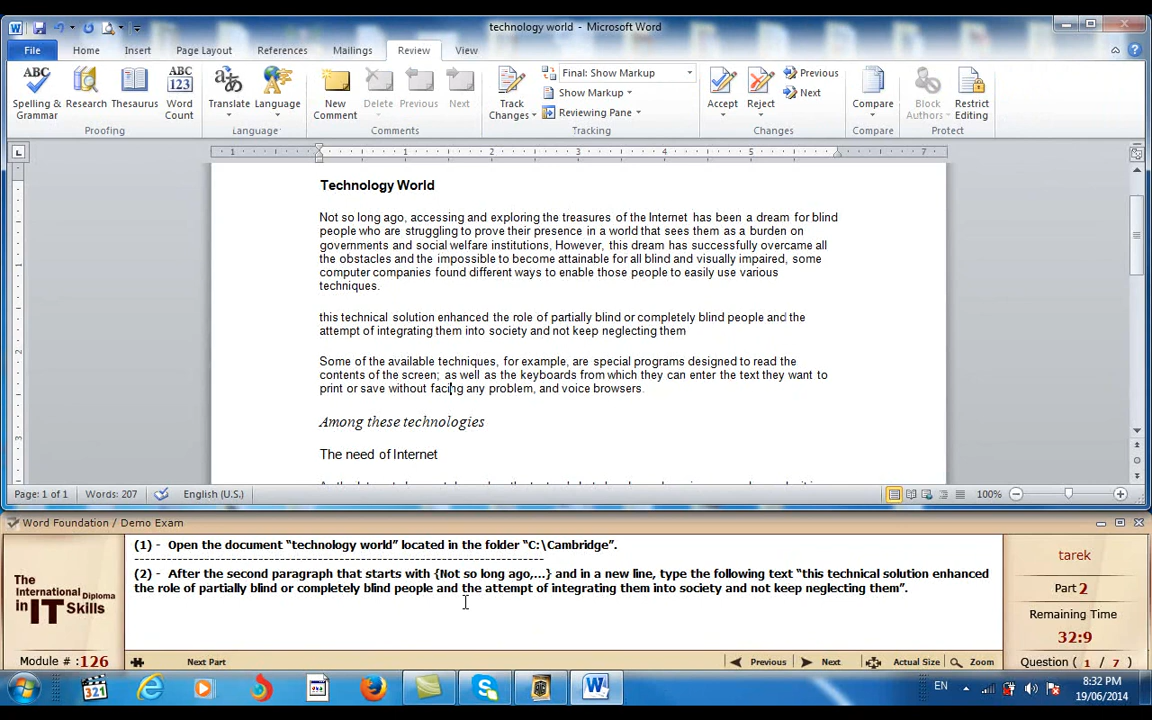 technology world - Microsoft Word
File Home Insert Page Layout References Mailings Review View
Spelling & Grammar Research Thesaurus Word Count
Proofing
Translate Language
Language
New Comment Delete Previous Next
Comments
Track Changes Final: Show Markup
Show Markup
Reviewing Pane
Tracking
Accept Reject Previous
Next
Changes
Compare
Compare
Block Authors Restrict Editing
Protect
1 1 2 3 4 5 7
Technology World
Not so long ago, accessing and exploring the treasures of the Internet has been a dream for blind
people who are struggling to prove their presence in a world that sees them as a burden on
governments and social welfare institutions, However, this dream has successfully overcame all
the obstacles and the impossible to become attainable for all blind and visually impaired, some
computer companies found different ways to enable those people to easily use various
techniques.
this technical solution enhanced the role of partially blind or completely blind people and the
attempt of integrating them into society and not keep neglecting them
Some of the available techniques, for example, are special programs designed to read the
contents of the screen; as well as the keyboards from which they can enter the text they want to
print or save without facing any problem, and voice browsers.
Among these technologies
The need of Internet
Page: 1 of 1 Words: 207 English (U.S.) 100%
Word Foundation / Demo Exam
(1) - Open the document “technology world” located in the folder “C:\Cambridge”.
(2) - After the second paragraph that starts with {Not so long ago,...} and in a new line, type the following text “this technical solution enhanced
the role of partially blind or completely blind people and the attempt of integrating them into society and not keep neglecting them”.
The International Diploma in IT Skills
Module # :126
tarek
Part 2
Remaining Time
32:9
Question ( 1 / 7 )
Next Part Previous Next Actual Size Zoom
321
EN
8:32 PM
19/06/2014